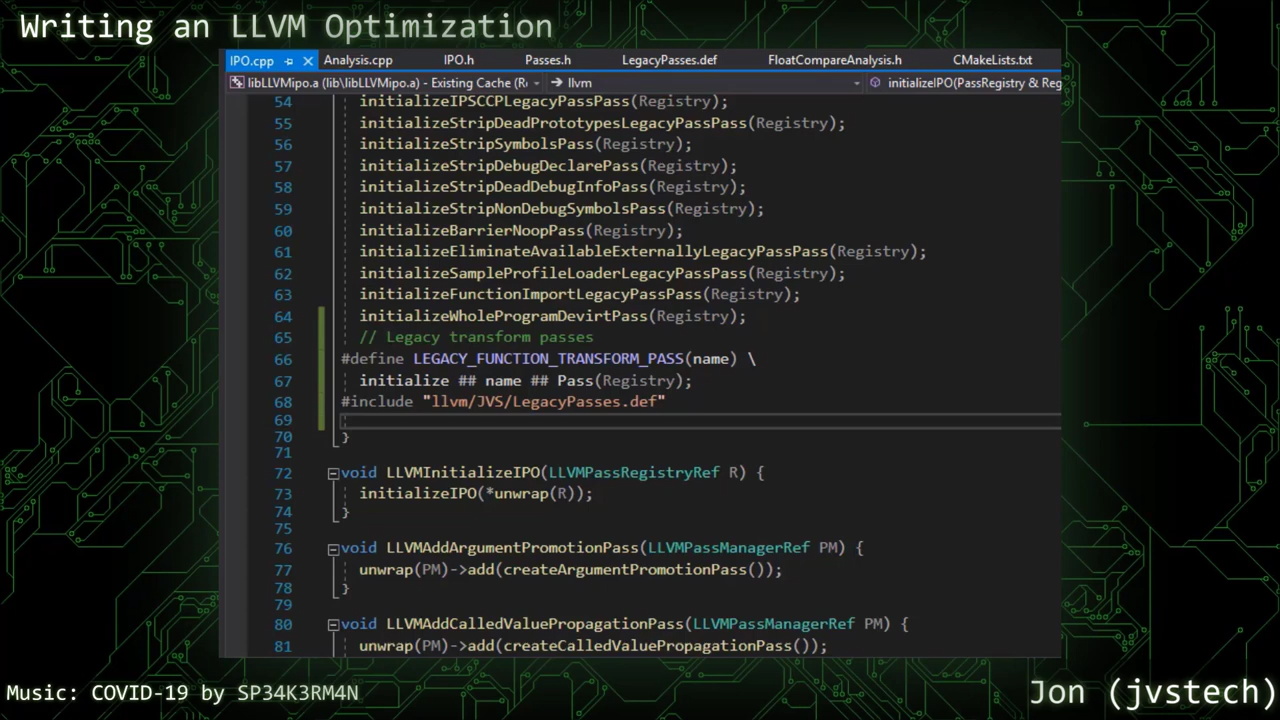 Writing an LLVM Optimization
IPO.cpp Analysis.cpp IPO.h Passes.h LegacyPasses.def FloatCompareAnalysis.h CMakeLists.txt
libLLVMipo.a (lib\libLLVMipo.a) - Existing Cache (R llvm initializeIPO(PassRegistry & Reg
54 initializeIPSCCPLegacyPassPass(Registry);
55 initializeStripDeadPrototypesLegacyPassPass(Registry);
56 initializeStripSymbolsPass(Registry);
57 initializeStripDebugDeclarePass(Registry);
58 initializeStripDeadDebugInfoPass(Registry);
59 initializeStripNonDebugSymbolsPass(Registry);
60 initializeBarrierNoopPass(Registry);
61 initializeEliminateAvailableExternallyLegacyPassPass(Registry);
62 initializeSampleProfileLoaderLegacyPassPass(Registry);
63 initializeFunctionImportLegacyPassPass(Registry);
64 initializeWholeProgramDevirtPass(Registry);
65 // Legacy transform passes
66 #define LEGACY_FUNCTION_TRANSFORM_PASS(name) \
67 initialize ## name ## Pass(Registry);
68 #include "llvm/JVS/LegacyPasses.def"
69
70 }
71
72 void LLVMInitializeIPO(LLVMPassRegistryRef R) {
73 initializeIPO(*unwrap(R));
74 }
75
76 void LLVMAddArgumentPromotionPass(LLVMPassManagerRef PM) {
77 unwrap(PM)->add(createArgumentPromotionPass());
78 }
79
80 void LLVMAddCalledValuePropagationPass(LLVMPassManagerRef PM) {
81 unwrap(PM)->add(createCalledValuePropagationPass());
Music: COVID-19 by SP34K3RM4N
Jon (jvstech)